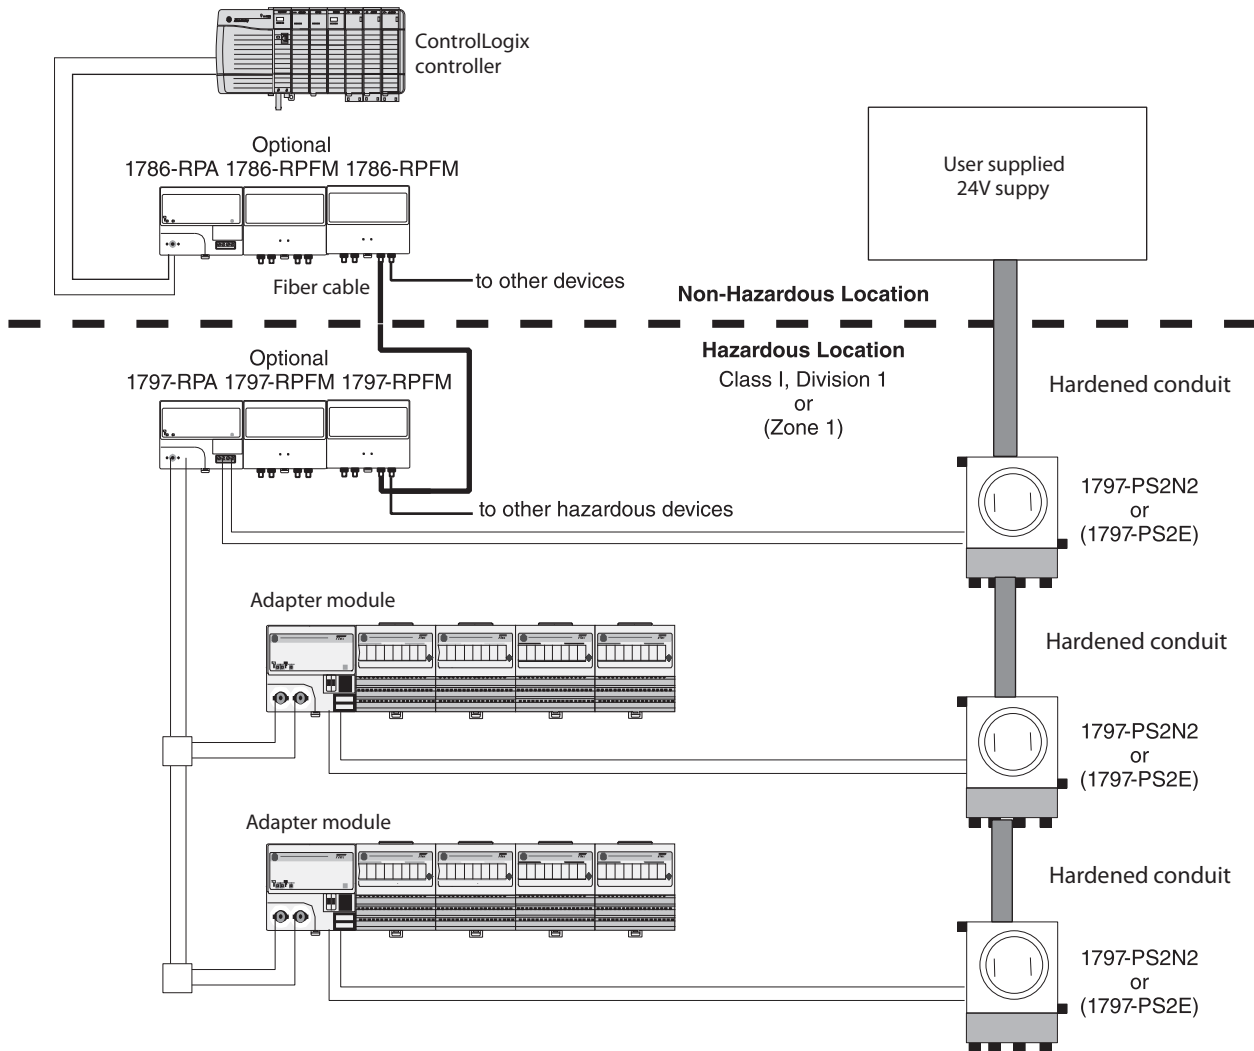 ControlLogix
controller
Optional
1786-RPA 1786-RPFM 1786-RPFM
User supplied
24V suppy
Fiber cable
to other devices
Non-Hazardous Location
Hazardous Location
Class I, Division 1
or
(Zone 1)
Hardened conduit
Optional
1797-RPA 1797-RPFM 1797-RPFM
1797-PS2N2
or
(1797-PS2E)
to other hazardous devices
Adapter module
Hardened conduit
1797-PS2N2
or
(1797-PS2E)
Adapter module
Hardened conduit
1797-PS2N2
or
(1797-PS2E)